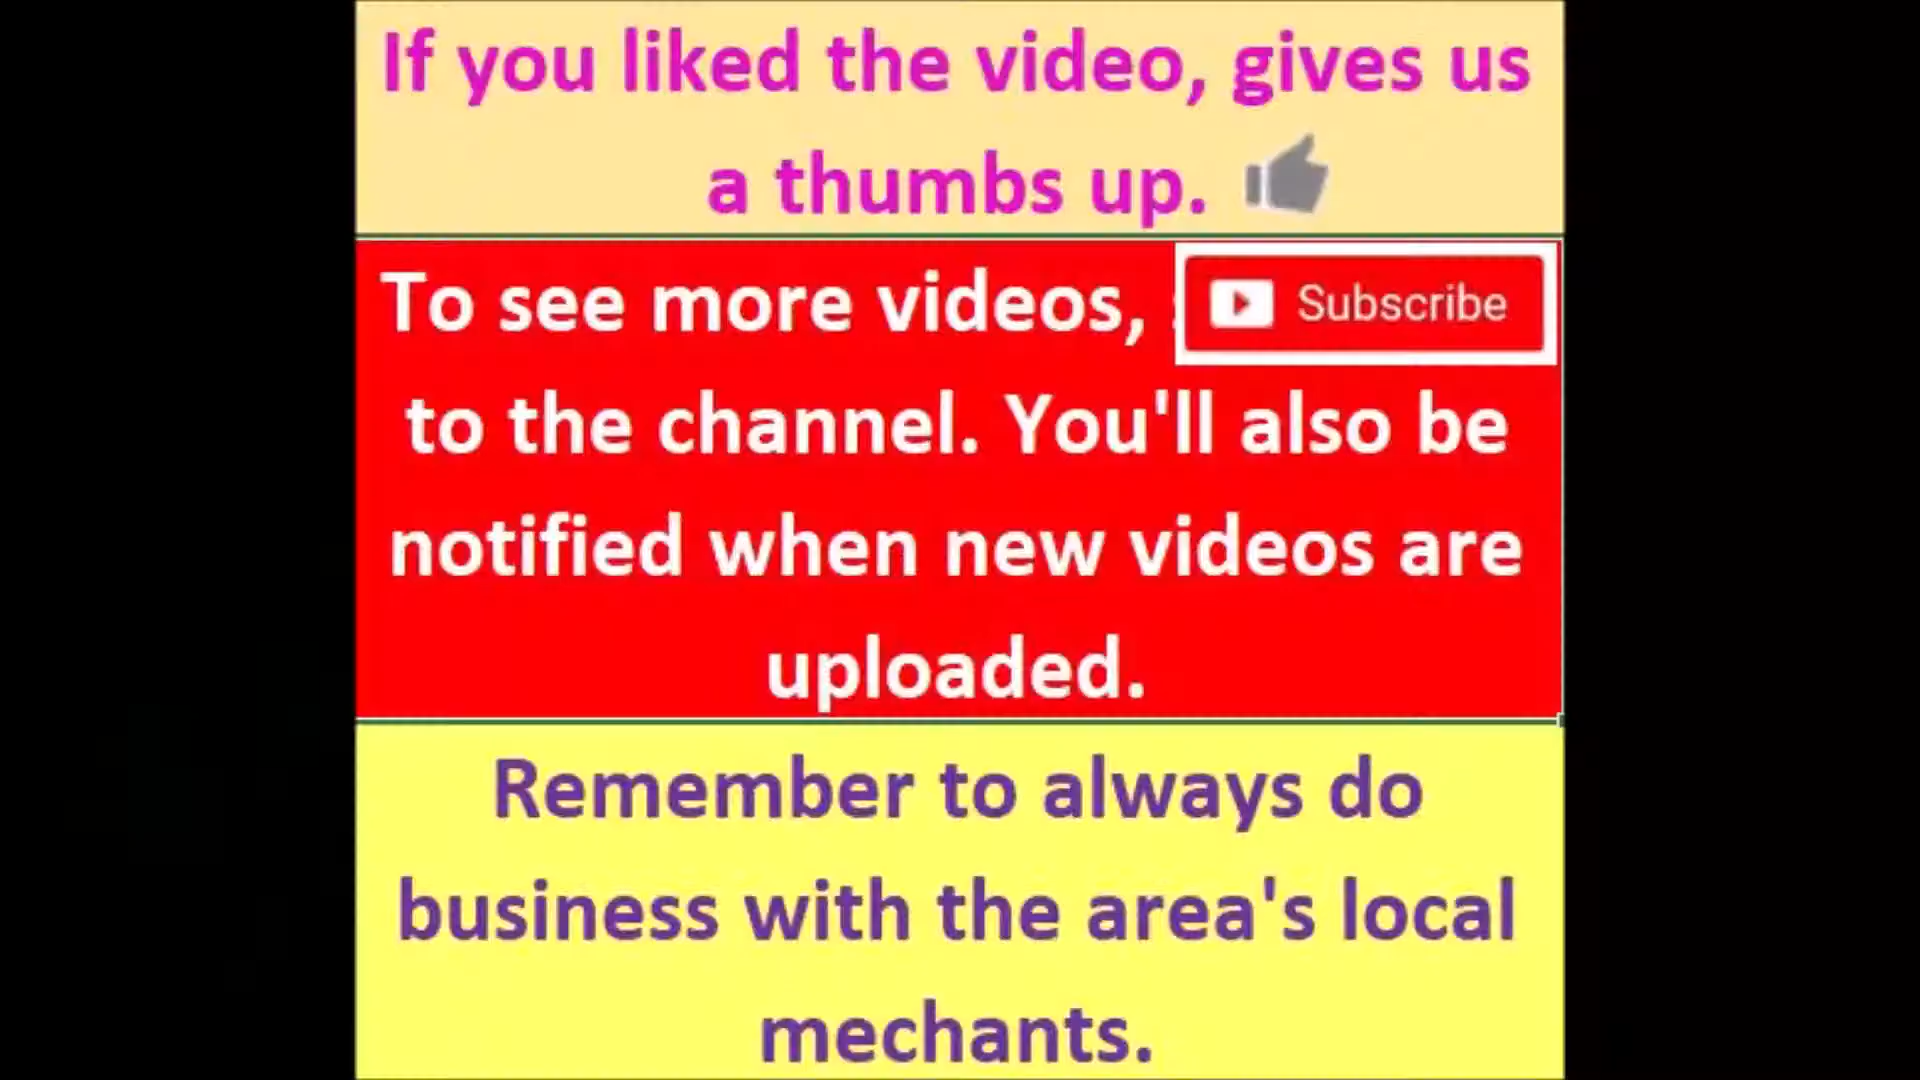 If you liked the video, gives us
a thumbs up.
To see more videos, Subscribe
to the channel. You'll also be
notified when new videos are
uploaded.
Remember to always do
business with the area's local
mechants.